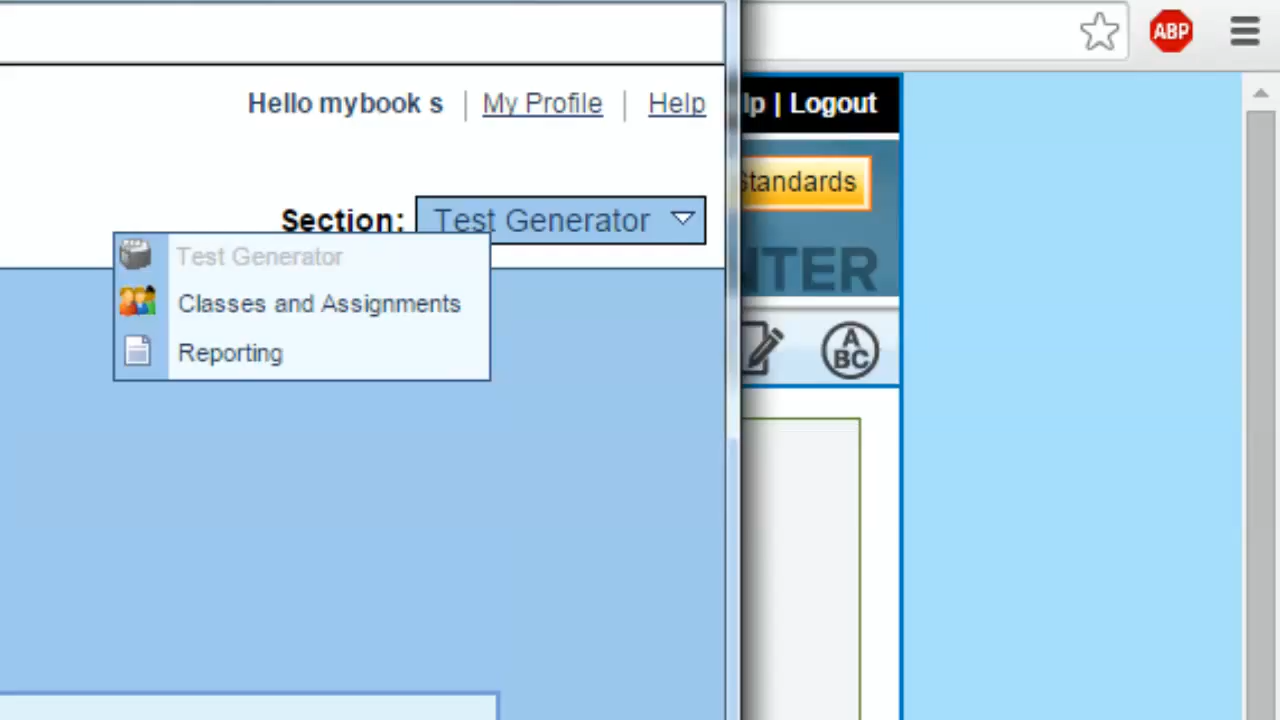 ABP
Hello mybook s | My Profile | Help
lp | Logout
Standards
Section: Test Generator
NTER
Test Generator
Classes and Assignments
Reporting
A
BC